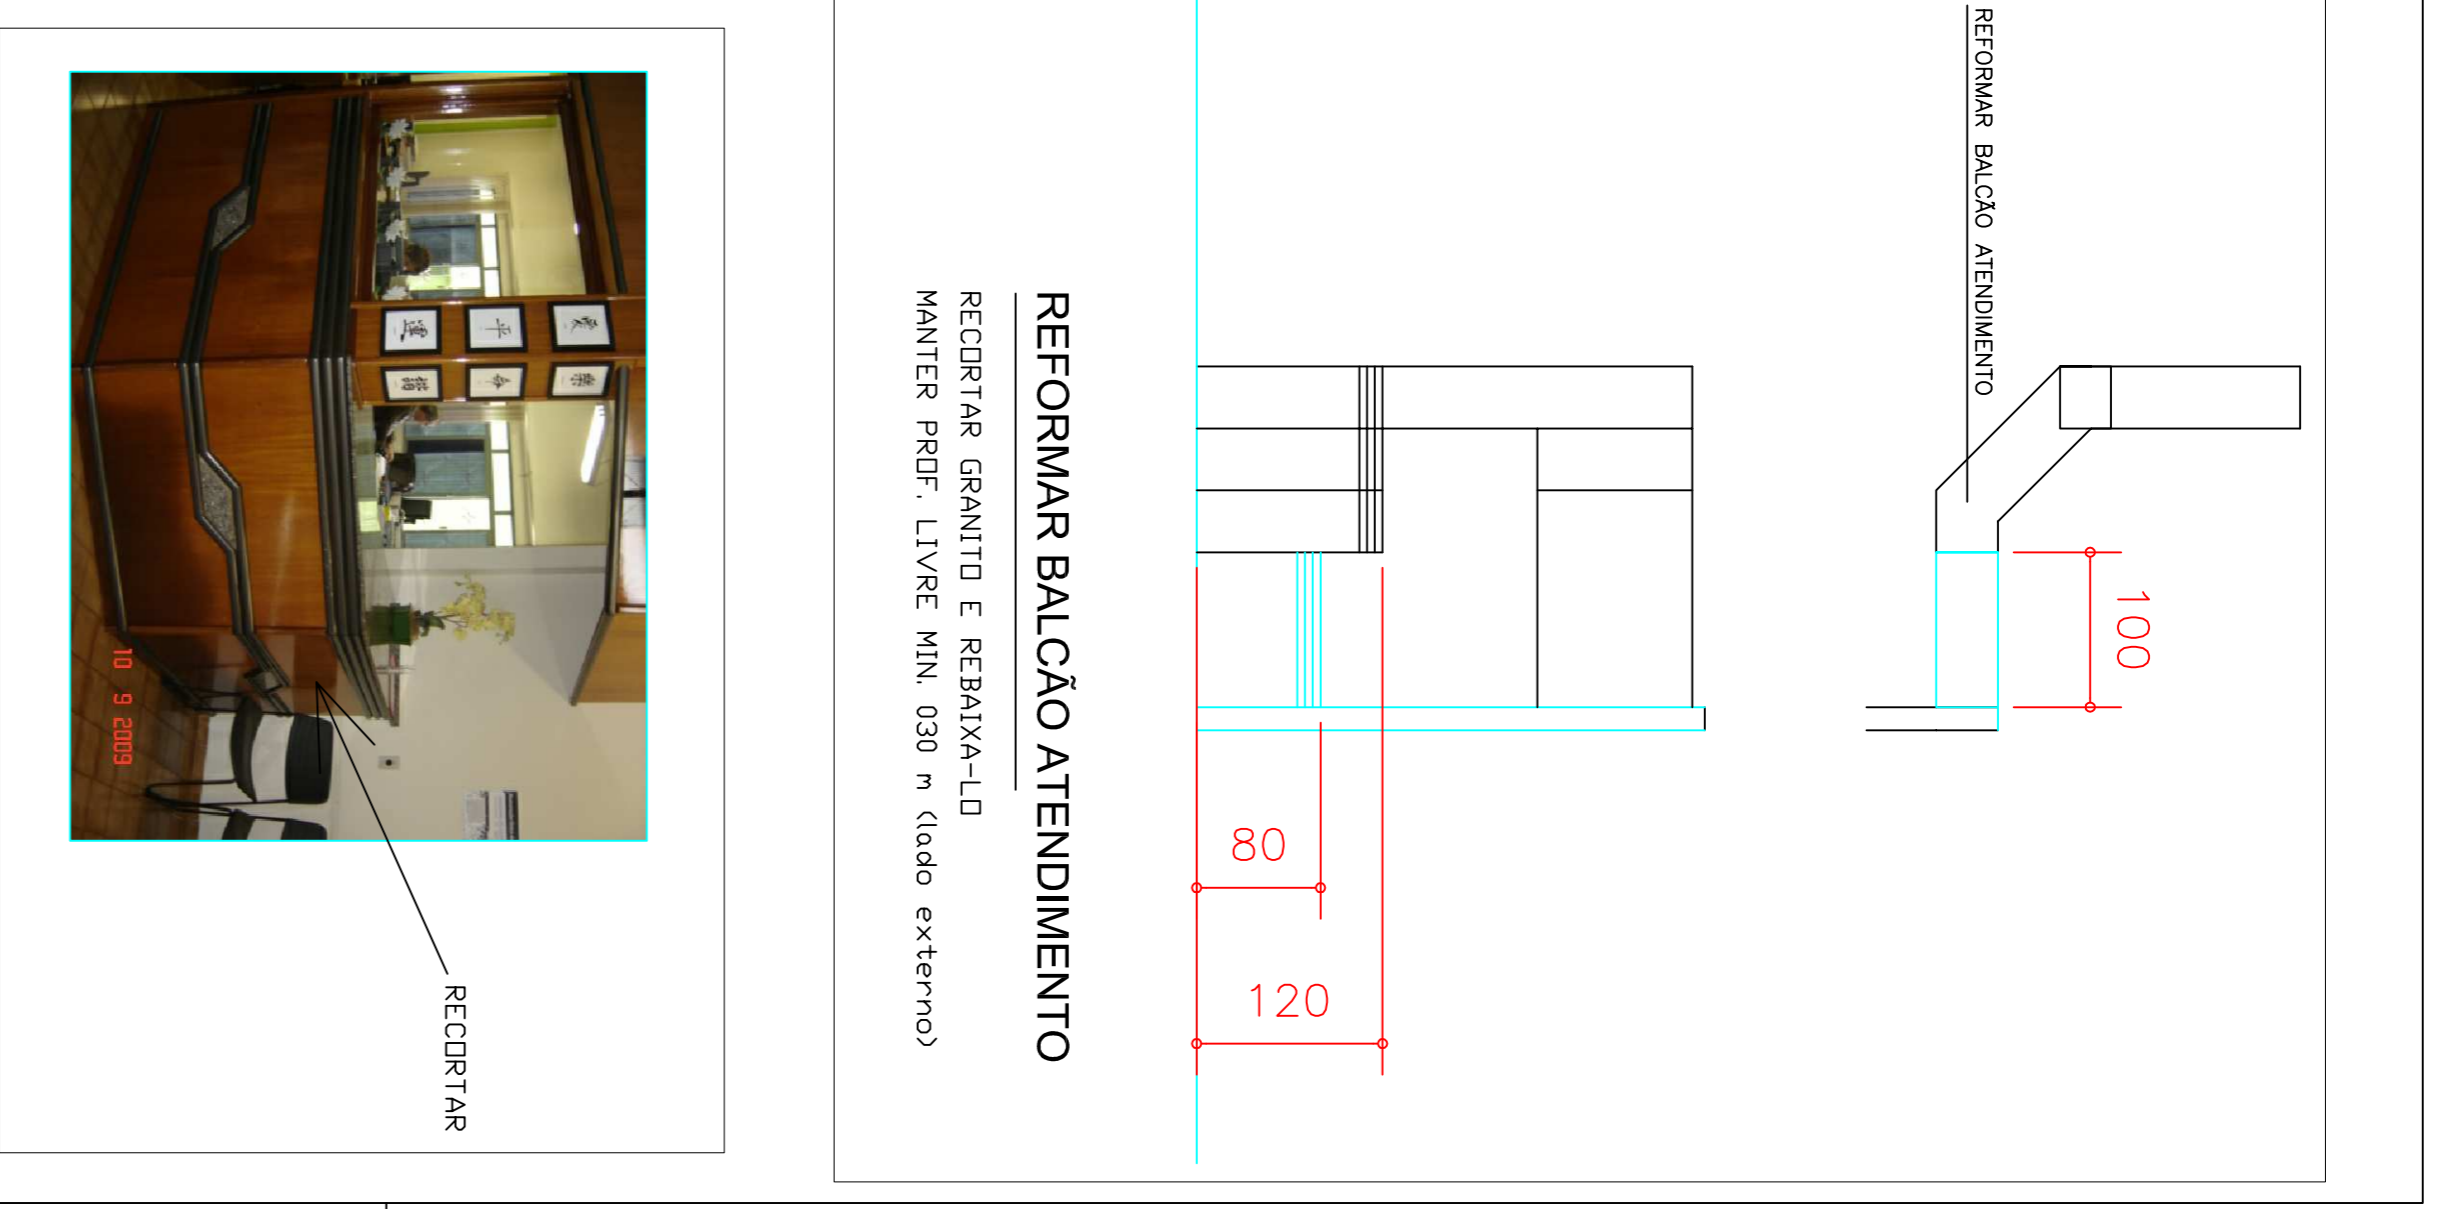 REFORMAR BALCÃO ATENDIMENTO
100
80
120
REFORMAR BALCÃO ATENDIMENTO
RECORTAR GRANITO E REBAIXA-LO
MANTER PROF. LIVRE MIN. 030 m (lado externo)
平
10 9 2009
RECORTAR